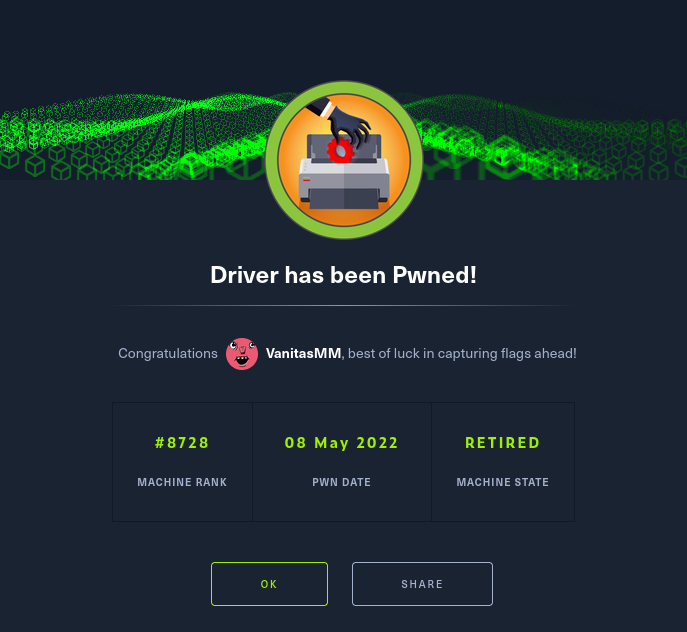 Driver has been Pwned!
Congratulations VanitasMM, best of luck in capturing flags ahead!
#8728 08 May 2022 RETIRED
MACHINE RANK PWN DATE MACHINE STATE
OK SHARE